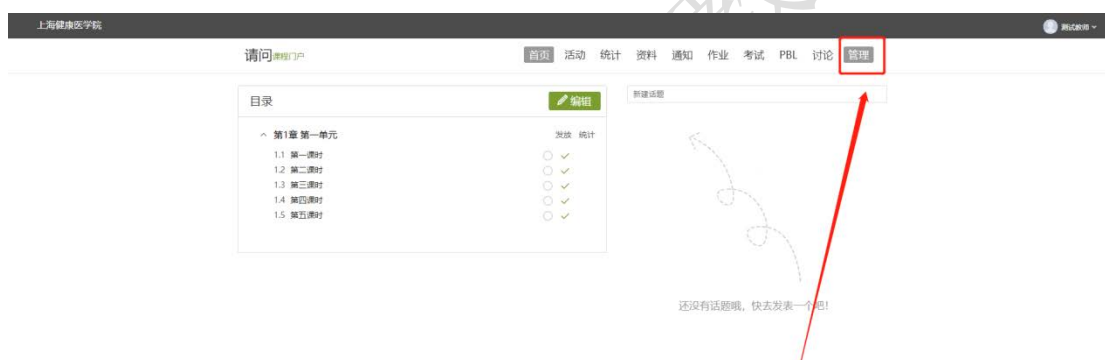 上海健康医学院
测试教师
请问课程门户
首页 活动 统计 资料 通知 作业 考试 PBL 讨论 管理
目录
编辑
新建话题
第1章 第一单元
发放 统计
1.1 第一课时
1.2 第二课时
1.3 第三课时
1.4 第四课时
1.5 第五课时
还没有话题哦，快去发表一个吧!